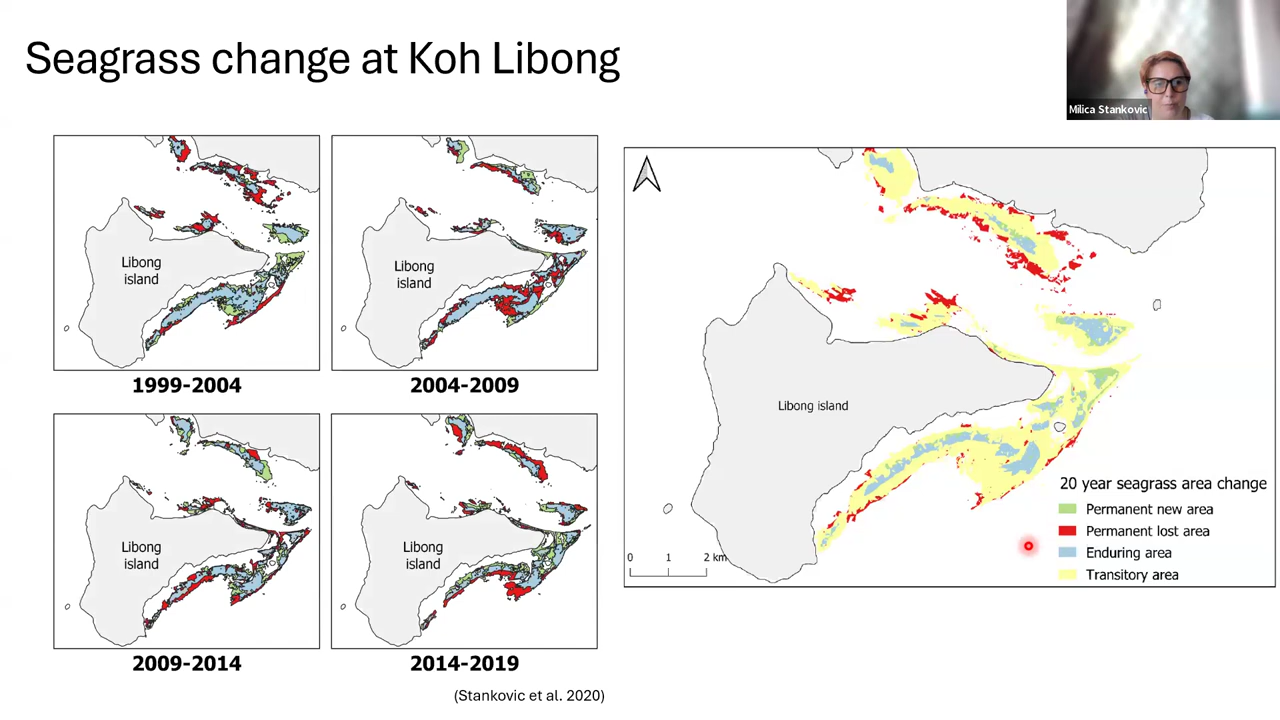 Seagrass change at Koh Libong
Milica Stankovic
Libong
island
1999-2004
Libong
island
2004-2009
Libong
island
2009-2014
Libong
island
2014-2019
(Stankovic et al. 2020)
Libong island
0 1 2 km
20 year seagrass area change
Permanent new area
Permanent lost area
Enduring area
Transitory area